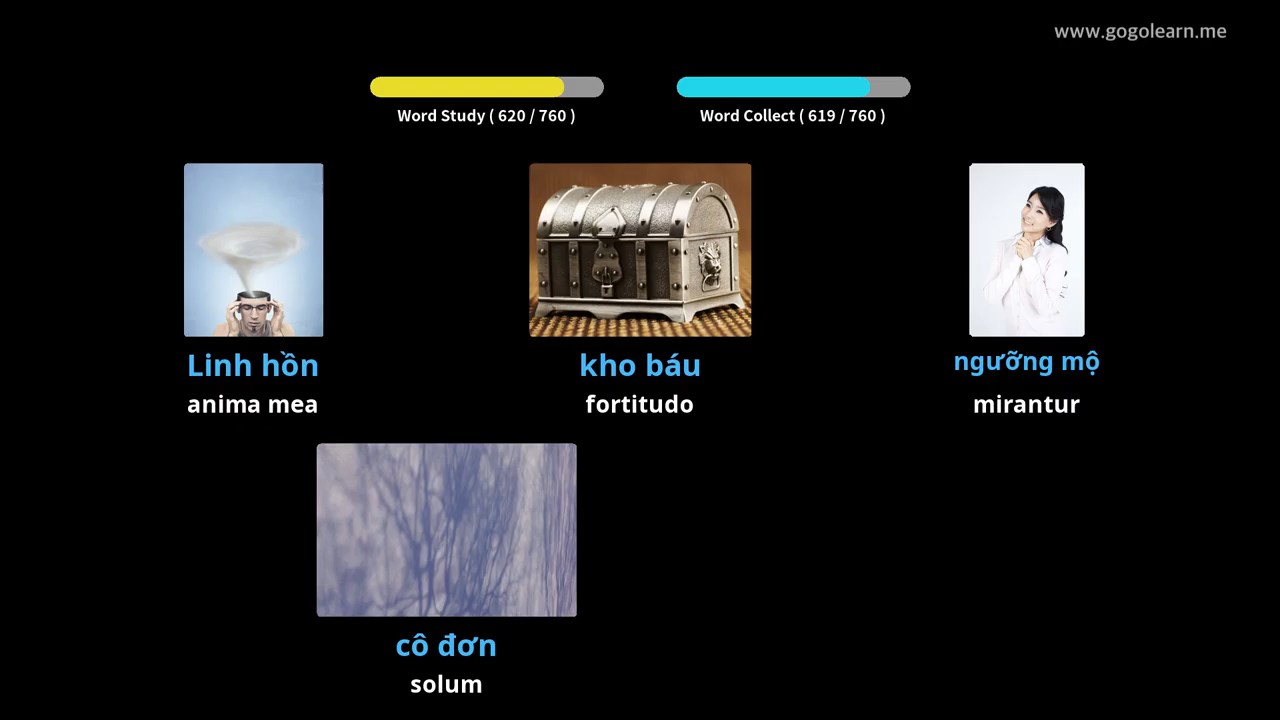 www.gogolearn.me
Word Study ( 620 / 760 )
Word Collect ( 619 / 760 )
Linh hồn
anima mea
kho báu
fortitudo
ngưỡng mộ
mirantur
cô đơn
solum